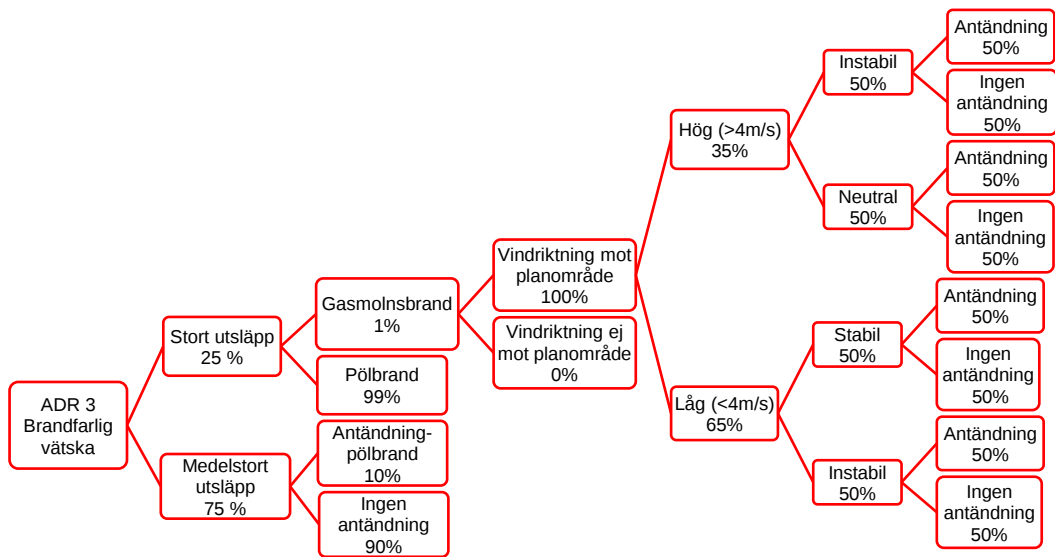 ADR 3
Brandfarlig
vätska
Stort utsläpp
25 %
Medelstort
utsläpp
75 %
Gasmolnsbrand
1%
Pölbrand
99%
Antändning-
pölbrand
10%
Ingen
antändning
90%
Vindriktning mot
planområde
100%
Vindriktning ej
mot planområde
0%
Hög (>4m/s)
35%
Låg (<4m/s)
65%
Instabil
50%
Neutral
50%
Stabil
50%
Instabil
50%
Antändning
50%
Ingen
antändning
50%
Antändning
50%
Ingen
antändning
50%
Antändning
50%
Ingen
antändning
50%
Antändning
50%
Ingen
antändning
50%